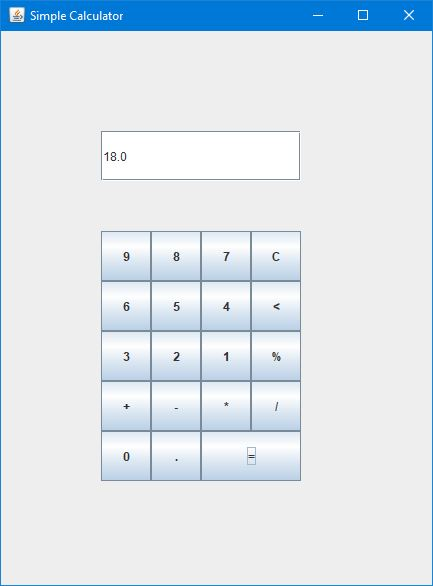 Simple Calculator
18.0
9 8 7 C
6 5 4 <
3 2 1 %
+ - * /
0 . =